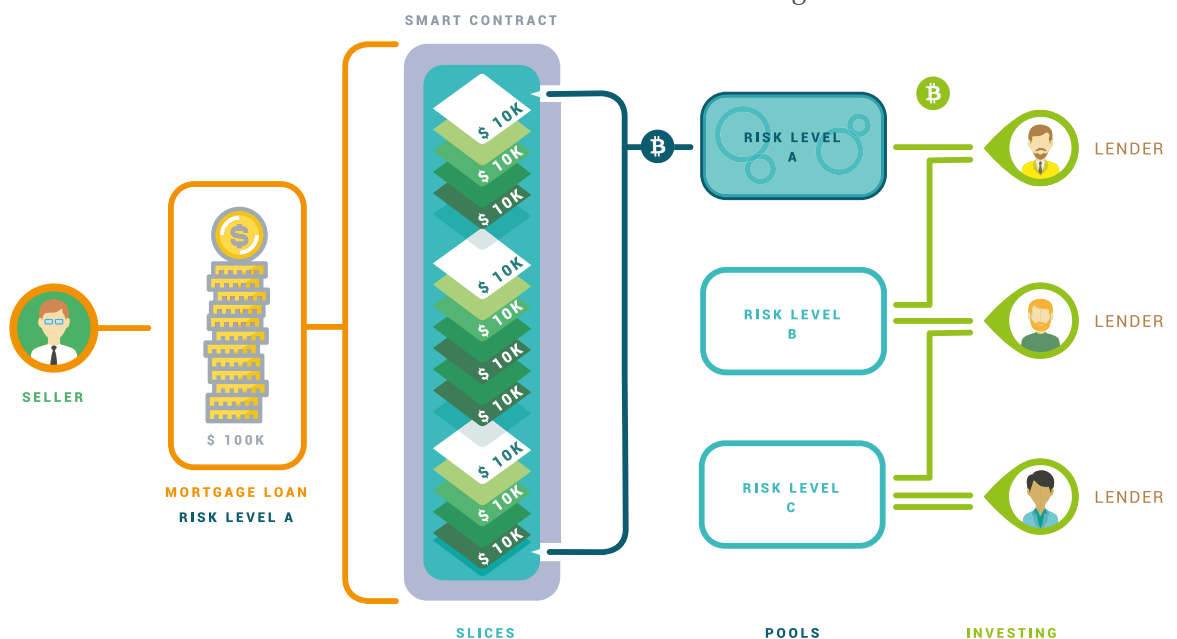 SMART CONTRACT
$ 10K
$ 10K
$ 10K
$ 10K
$ 10K
$ 10K
$ 10K
$ 10K
$ 10K
$ 10K
SLICES
SELLER
$
$ 100K
MORTGAGE LOAN
RISK LEVEL A
₿
RISK LEVEL
A
RISK LEVEL
B
RISK LEVEL
C
POOLS
₿
LENDER
LENDER
LENDER
INVESTING